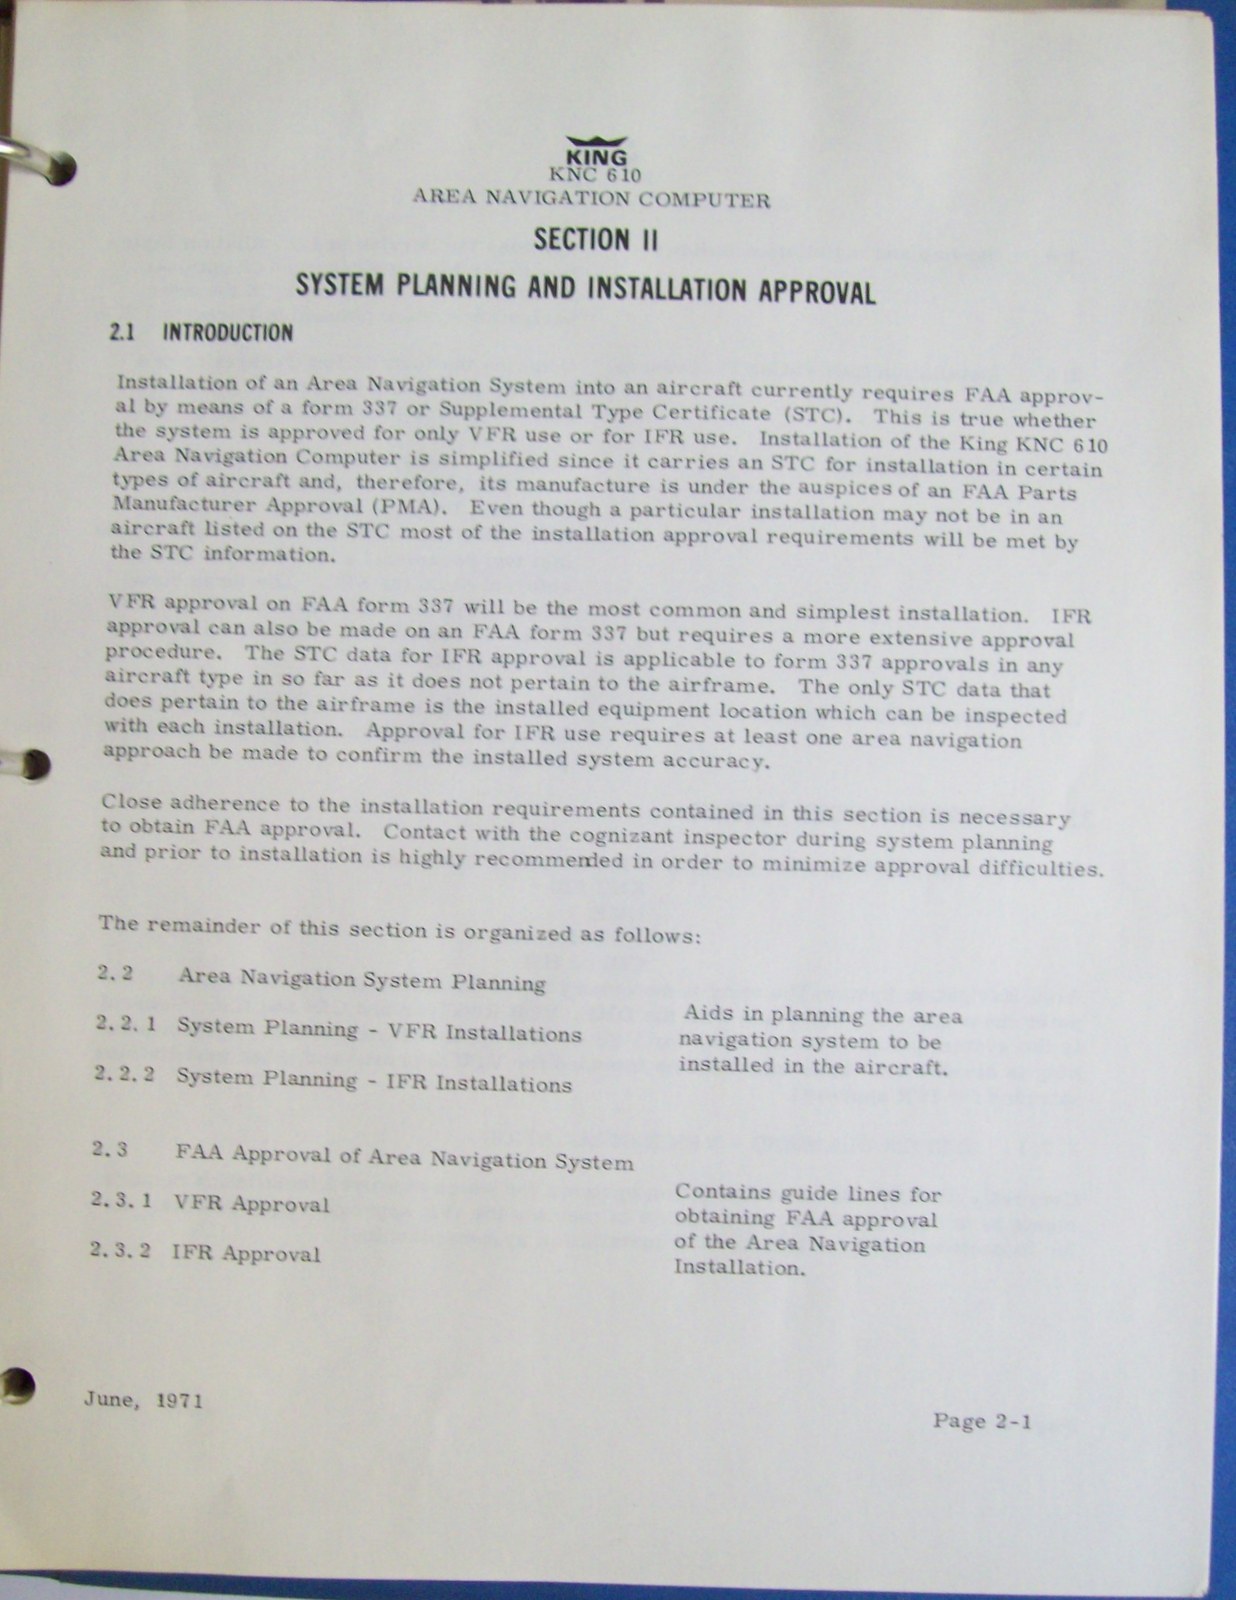 KING
KNC 610
AREA NAVIGATION COMPUTER
SECTION II
SYSTEM PLANNING AND INSTALLATION APPROVAL
2.1 INTRODUCTION
Installation of an Area Navigation System into an aircraft currently requires FAA approv-
al by means of a form 337 or Supplemental Type Certificate (STC). This is true whether
the system is approved for only VFR use or for IFR use. Installation of the King KNC 610
Area Navigation Computer is simplified since it carries an STC for installation in certain
types of aircraft and, therefore, its manufacture is under the auspices of an FAA Parts
Manufacturer Approval (PMA). Even though a particular installation may not be in an
aircraft listed on the STC most of the installation approval requirements will be met by
the STC information.
VFR approval on FAA form 337 will be the most common and simplest installation. IFR
approval can also be made on an FAA form 337 but requires a more extensive approval
procedure. The STC data for IFR approval is applicable to form 337 approvals in any
aircraft type in so far as it does not pertain to the airframe. The only STC data that
does pertain to the airframe is the installed equipment location which can be inspected
with each installation. Approval for IFR use requires at least one area navigation
approach be made to confirm the installed system accuracy.
Close adherence to the installation requirements contained in this section is necessary
to obtain FAA approval. Contact with the cognizant inspector during system planning
and prior to installation is highly recommended in order to minimize approval difficulties.
The remainder of this section is organized as follows:
2.2 Area Navigation System Planning
2.2.1 System Planning - VFR Installations
2.2.2 System Planning - IFR Installations
Aids in planning the area
navigation system to be
installed in the aircraft.
2.3 FAA Approval of Area Navigation System
2.3.1 VFR Approval
2.3.2 IFR Approval
Contains guide lines for
obtaining FAA approval
of the Area Navigation
Installation.
June, 1971
Page 2-1